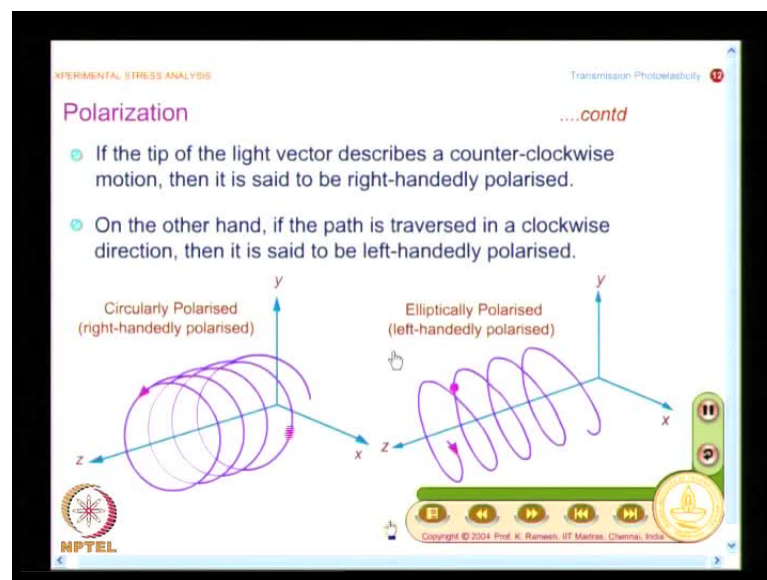 XPERIMENTAL STRESS ANALYSIS
Transmission Photoelasticity 12
Polarization
....contd
If the tip of the light vector describes a counter-clockwise
motion, then it is said to be right-handedly polarised.
On the other hand, if the path is traversed in a clockwise
direction, then it is said to be left-handedly polarised.
Circularly Polarised
(right-handedly polarised)
y
x
z
Elliptically Polarised
(left-handedly polarised)
y
x
z
NPTEL
Copyright © 2004 Prof. K. Ramesh, IIT Madras, Chennai, India